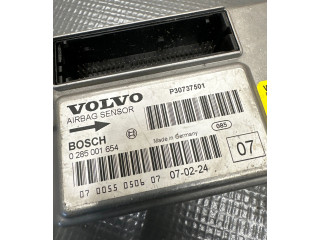 VOLVO
P30737501
AIRBAG SENSOR
BOSCH
Made in Germany
085
0 285 001 654
07
07 0055 0506 07 07-02-24